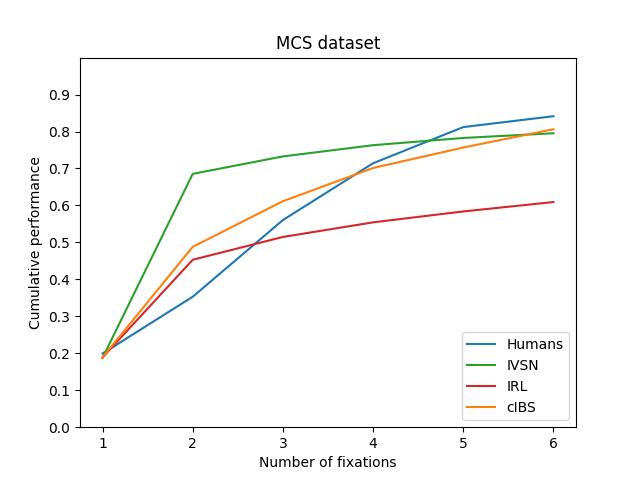 MCS dataset
Cumulative performance
0.9
0.8
0.7
0.6
0.5
0.4
0.3
0.2
0.1
0.0
Humans
IVSN
IRL
cIBS
1 2 3 4 5 6
Number of fixations